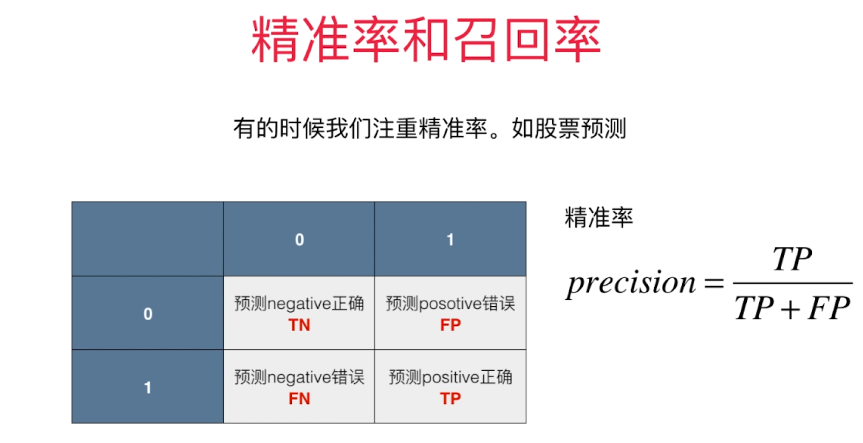 精准率和召回率
有的时候我们注重精准率。如股票预测
0 1
0 预测negative正确 TN 预测posotive错误 FP
1 预测negative错误 FN 预测positive正确 TP
精准率
precision = TP / TP + FP